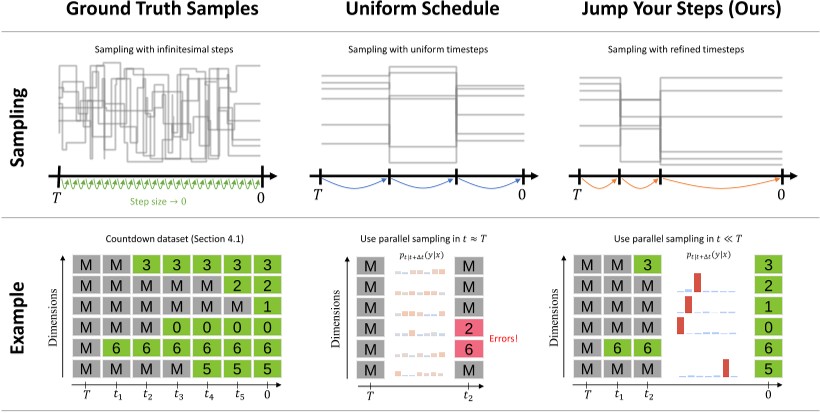 Ground Truth Samples
Uniform Schedule
Jump Your Steps (Ours)
Sampling
Sampling with infinitesimal steps
Sampling with uniform timesteps
Sampling with refined timesteps
T
0
Step size → 0
T
0
T
0
Example
Countdown dataset (Section 4.1)
Dimensions
M M 3 3 3 3 3
M M M M M 2 2
M M M M M M 1
M M M 0 0 0 0
M 6 6 6 6 6 6
M M M M 5 5 5
T t₁ t₂ t₃ t₄ t₅ 0
Use parallel sampling in t ≈ T
p_{t|t+Δt}(y|x)
Dimensions
M M
M M
M M
M 2
M 6
M M
Errors!
T t₂
Use parallel sampling in t ≪ T
p_{t|t+Δt}(y|x)
Dimensions
M M 3 3
M M M 2
M M M 1
M M M 0
M 6 6 6
M M M 5
T t₁ t₂ 0